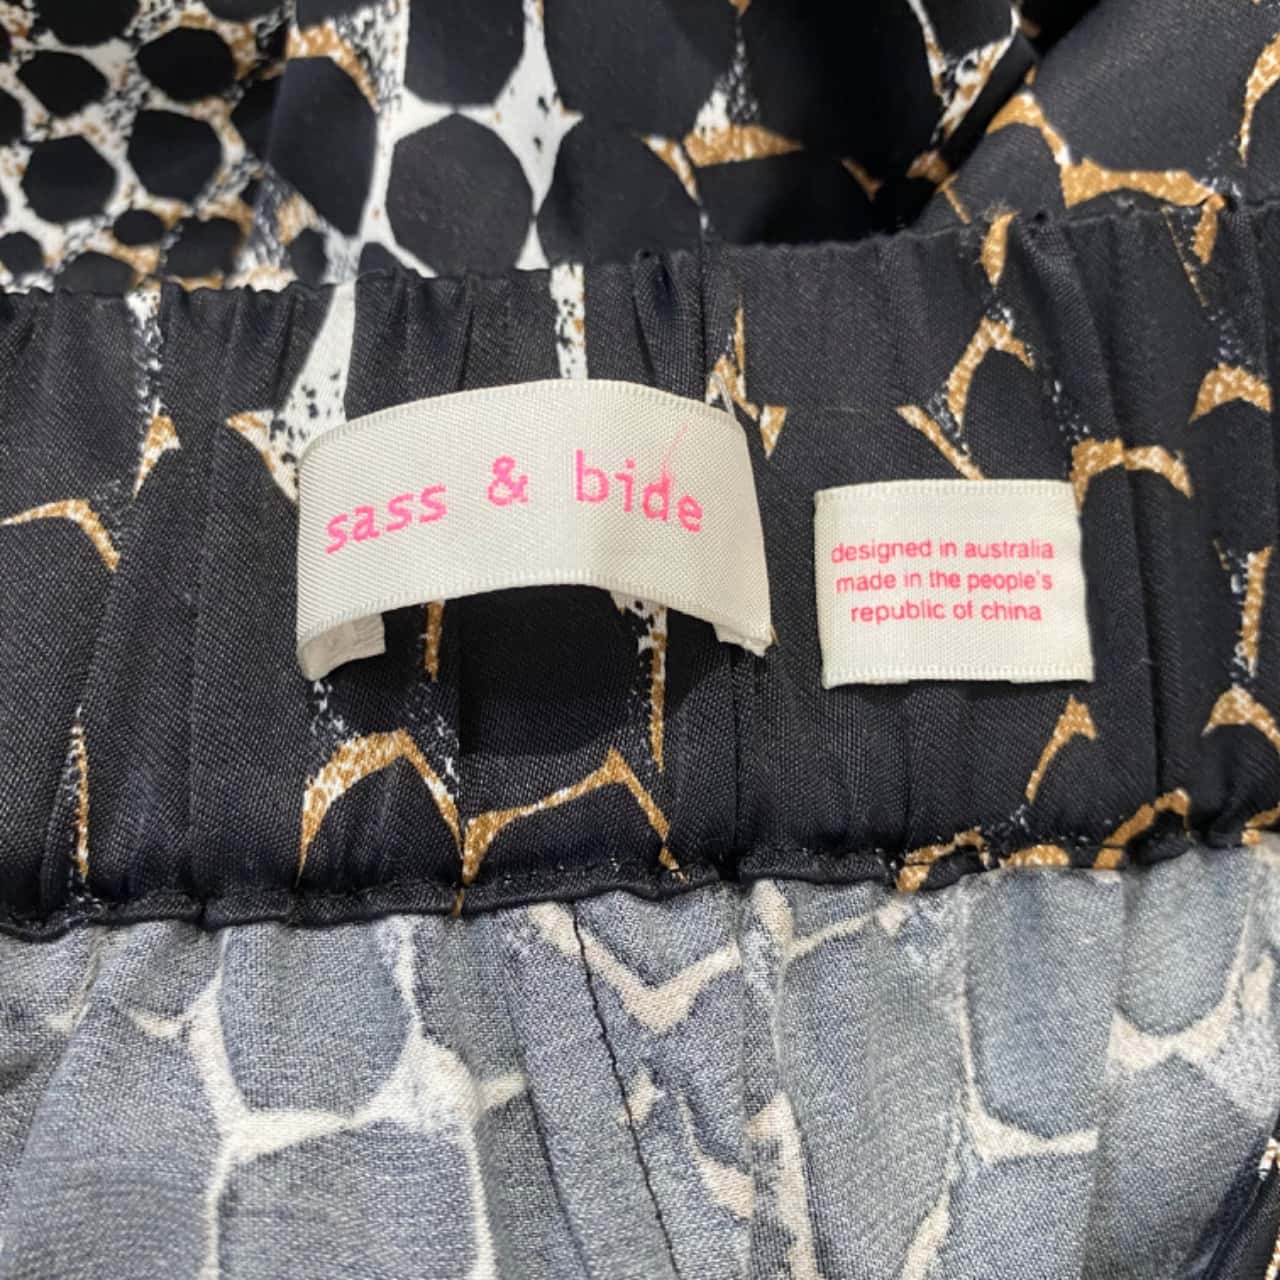 sass & bide
designed in australia
made in the people's
republic of china